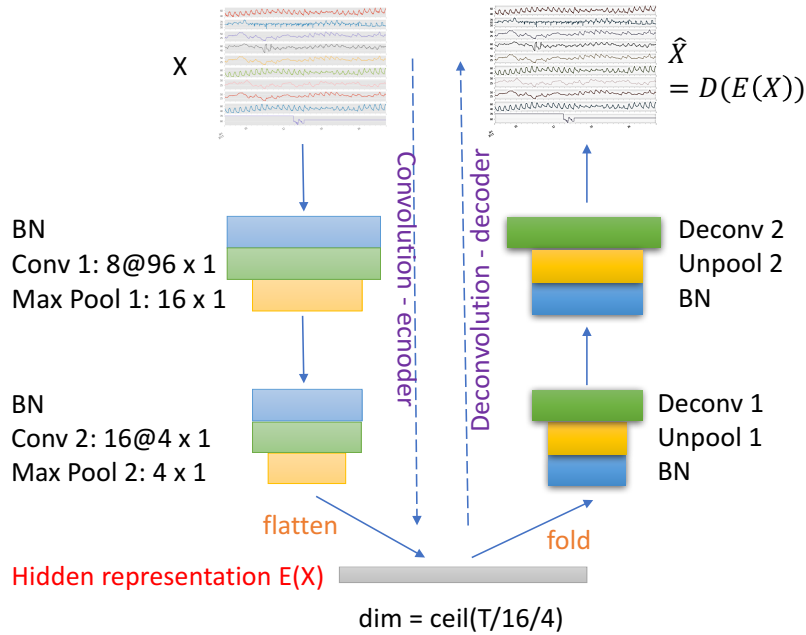 X
X̂
= D(E(X))
BN
Conv 1: 8@96 x 1
Max Pool 1: 16 x 1
BN
Conv 2: 16@4 x 1
Max Pool 2: 4 x 1
Convolution - ecnoder
Deconvolution - decoder
Deconv 2
Unpool 2
BN
Deconv 1
Unpool 1
BN
flatten
fold
Hidden representation E(X)
dim = ceil(T/16/4)